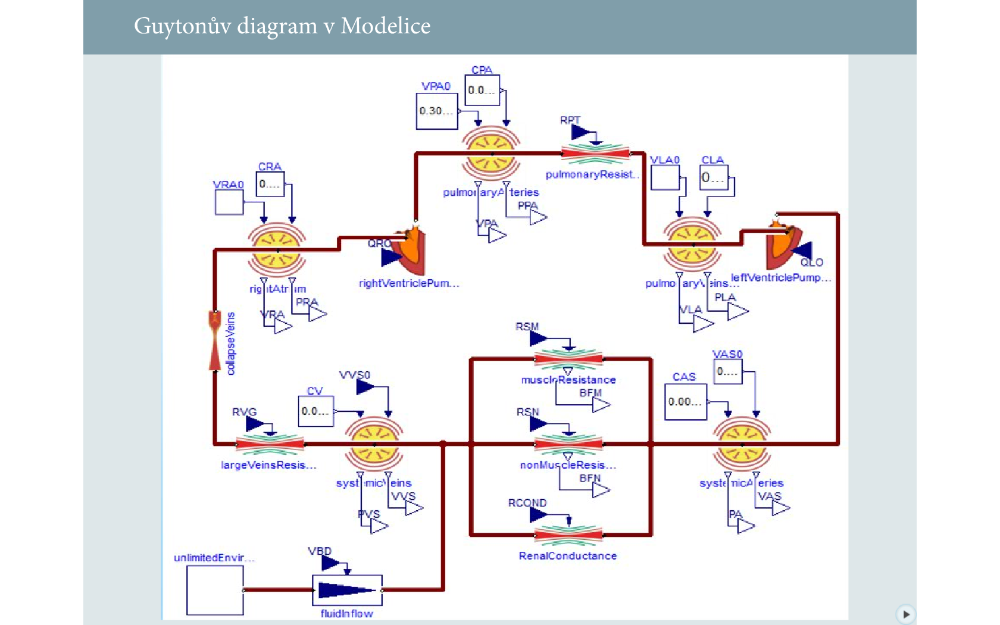 Guytonův diagram v Modelice
CPA
0.0...
VPA0
0.30...
RPT
pulmonaryResist...
VLA0
CLA
0...
CRA
0....
VRA0
PPA
VPA
QRO
rightVentriclePum...
QLO
leftVentriclePump...
PRA
VRA
PLA
VLA
collapseVeins
RSM
muscleResistance
BFM
VAS0
0....
CAS
0.00...
VVS0
CV
0.0...
RVG
largeVeinsResis...
RSN
nonMuscleResis...
BFN
VVS
PVS
VAS
PA
RCOND
RenalConductance
VBD
unlimitedEnvir...
fluidInflow